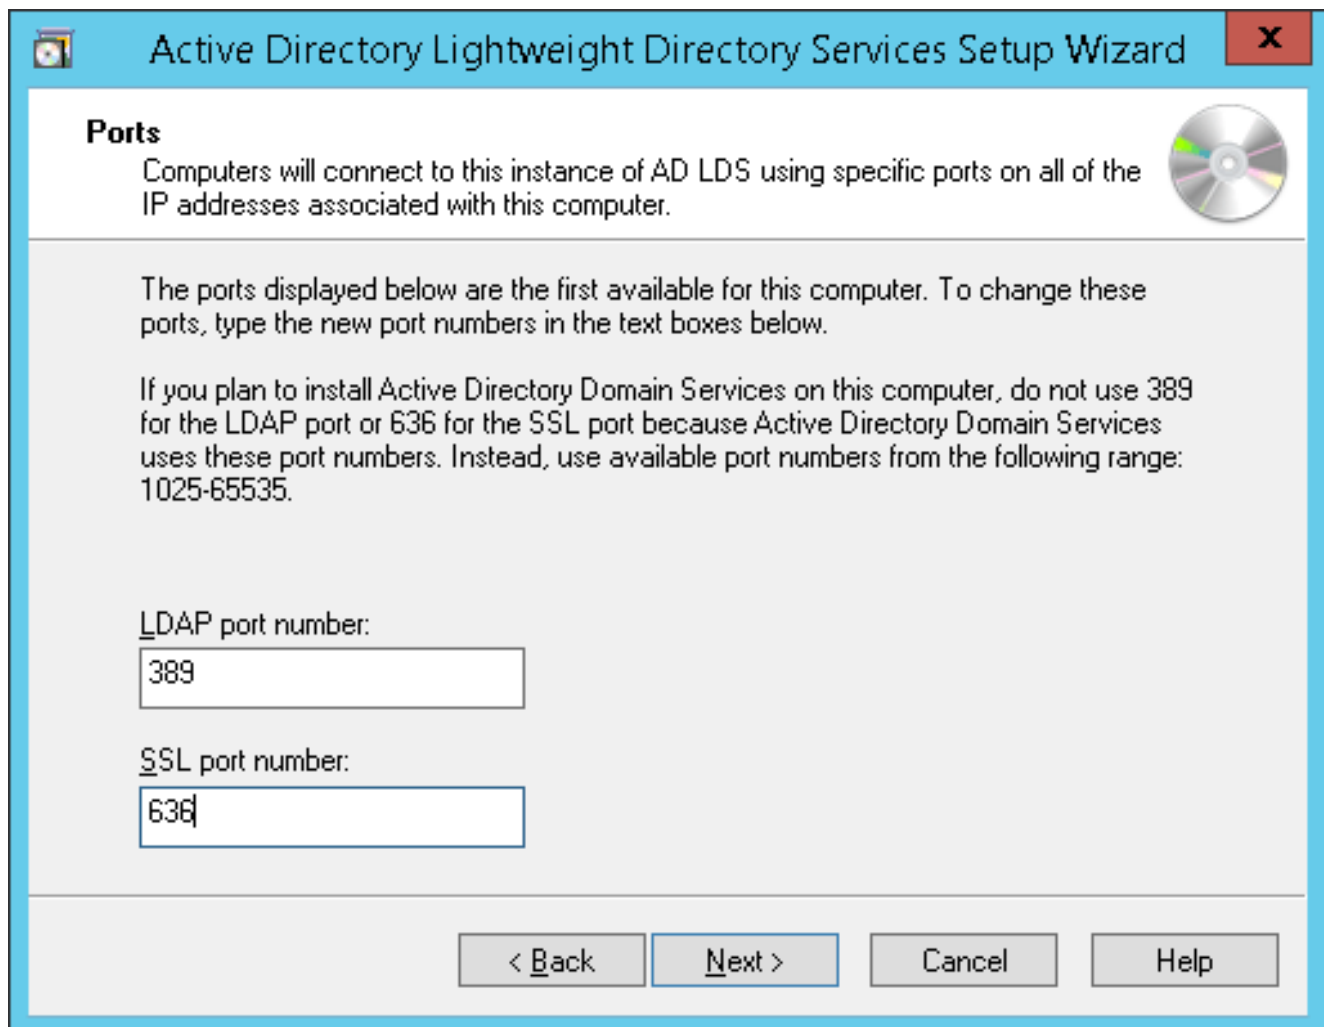 Active Directory Lightweight Directory Services Setup Wizard
x
Ports
Computers will connect to this instance of AD LDS using specific ports on all of the
IP addresses associated with this computer.
The ports displayed below are the first available for this computer. To change these
ports, type the new port numbers in the text boxes below.
If you plan to install Active Directory Domain Services on this computer, do not use 389
for the LDAP port or 636 for the SSL port because Active Directory Domain Services
uses these port numbers. Instead, use available port numbers from the following range:
1025-65535.
LDAP port number:
389
SSL port number:
636
< Back Next > Cancel Help